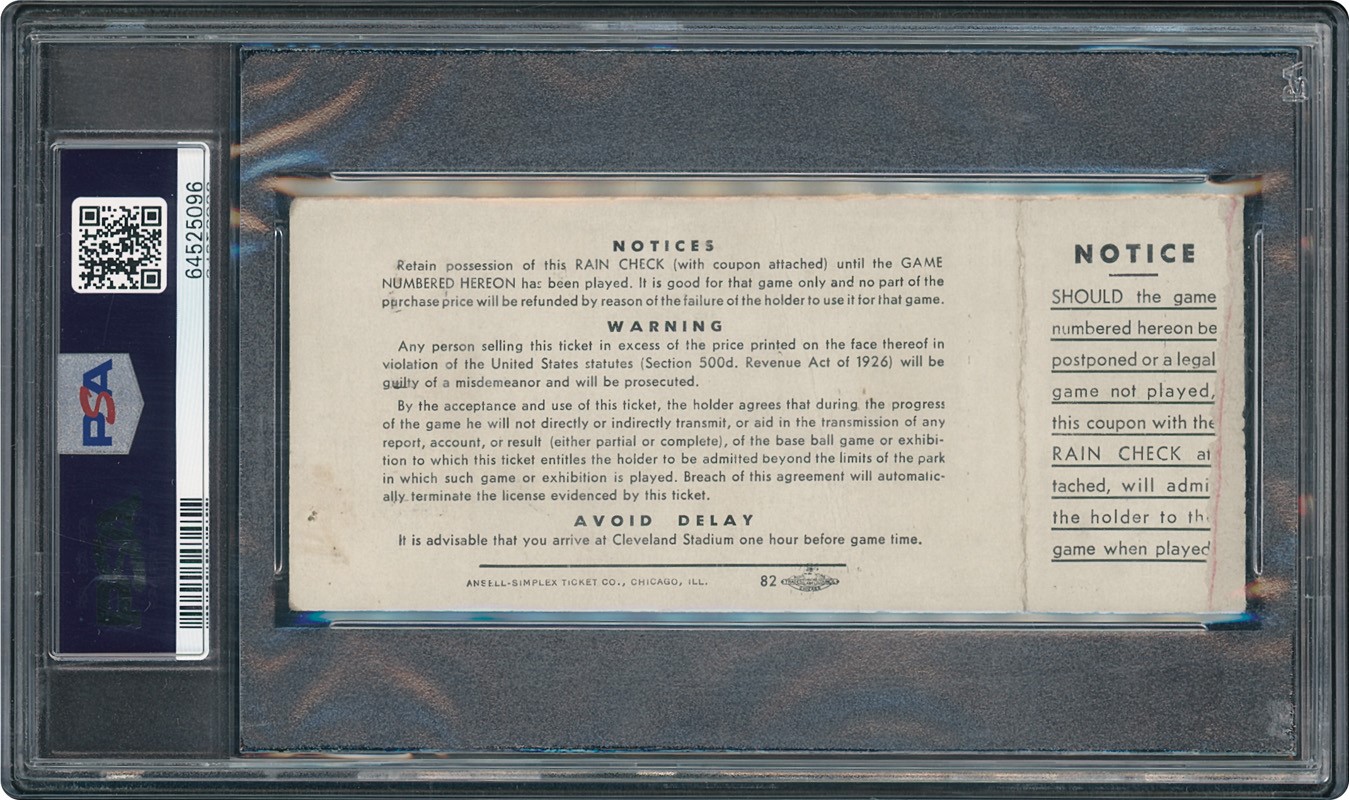 64525096
PSA
NOTICES
Retain possession of this RAIN CHECK (with coupon attached) until the GAME
NUMBERED HEREON has been played. It is good for that game only and no part of the
purchase price will be refunded by reason of the failure of the holder to use it for that game.
WARNING
Any person selling this ticket in excess of the price printed on the face thereof in
violation of the United States statutes (Section 500d. Revenue Act of 1926) will be
guilty of a misdemeanor and will be prosecuted.
By the acceptance and use of this ticket, the holder agrees that during the progress
of the game he will not directly or indirectly transmit, or aid in the transmission of any
report, account, or result (either partial or complete), of the base ball game or exhibi-
tion to which this ticket entitles the holder to be admitted beyond the limits of the park
in which such game or exhibition is played. Breach of this agreement will automatic-
ally terminate the license evidenced by this ticket.
AVOID DELAY
It is advisable that you arrive at Cleveland Stadium one hour before game time.
ANSELL-SIMPLEX TICKET CO., CHICAGO, ILL. 82
NOTICE
SHOULD the game
numbered hereon be
postponed or a legal
game not played,
this coupon with the
RAIN CHECK at
tached, will admi
the holder to th
game when played
PSA